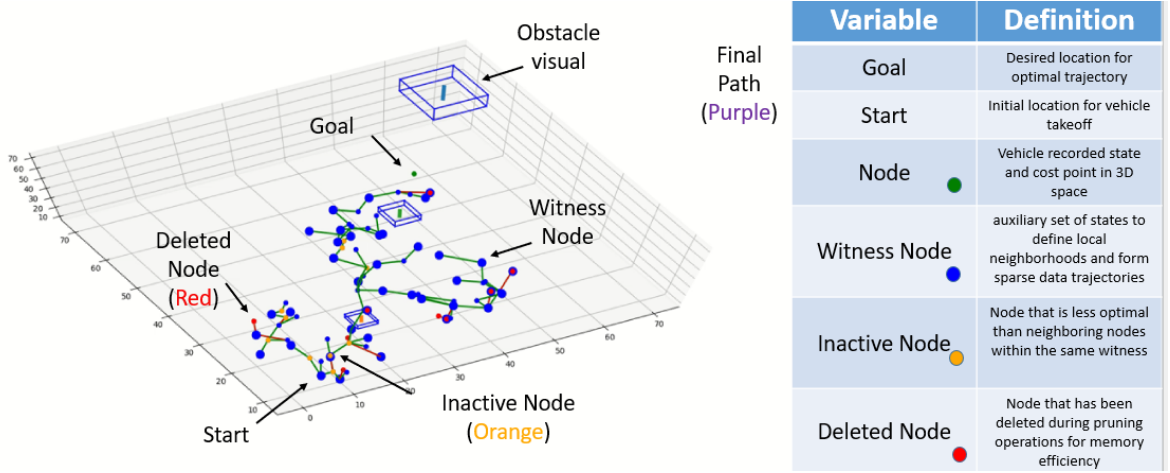 Obstacle
visual
Goal
Final
Path
(Purple)
Witness
Node
Deleted
Node
(Red)
Inactive Node
(Orange)
Start
70
60
50
40
30
20
10
70
60
50
40
30
20
10
0
10
20
30
40
50
60
70
Variable Definition
Goal
Desired location for
optimal trajectory
Start
Initial location for vehicle
takeoff
Node
Vehicle recorded state
and cost point in 3D
space
Witness Node
auxiliary set of states to
define local
neighborhoods and form
sparse data trajectories
Inactive Node
Node that is less optimal
than neighboring nodes
within the same witness
Deleted Node
Node that has been
deleted during pruning
operations for memory
efficiency